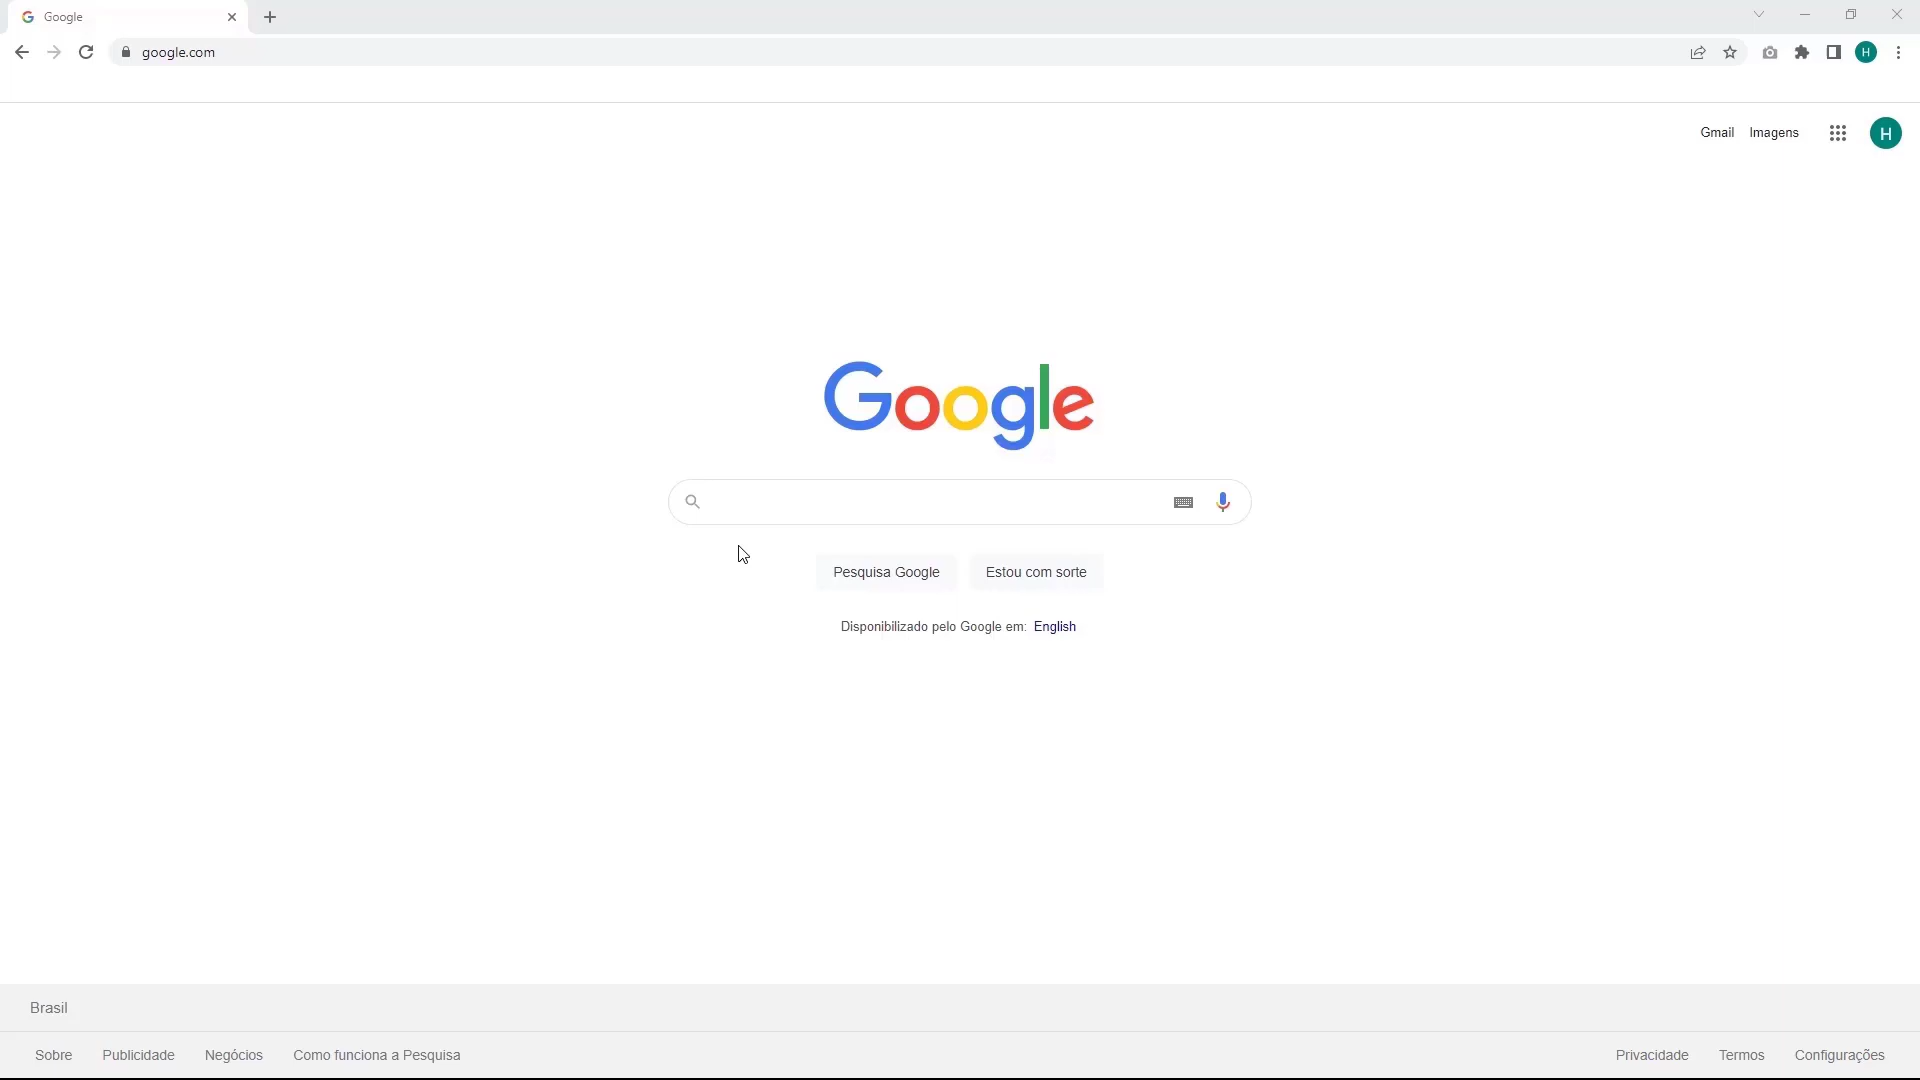 Google
google.com
H
Gmail Imagens
H
Google
Pesquisa Google Estou com sorte
Disponibilizado pelo Google em: English
Brasil
Sobre Publicidade Negócios Como funciona a Pesquisa Privacidade Termos Configurações